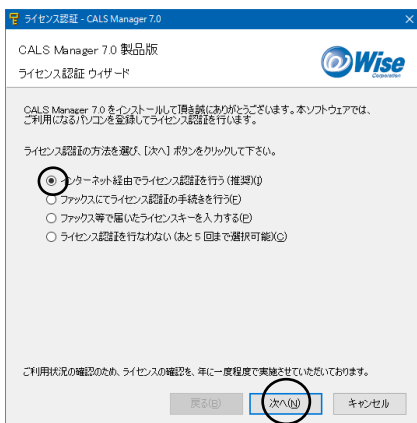 ライセンス認証 - CALS Manager 7.0
CALS Manager 7.0 製品版
ライセンス認証 ウィザード
Wise
Corporation
CALS Manager 7.0 をインストールして頂き誠にありがとうございます。本ソフトウェアでは、
ご利用になるパソコンを登録してライセンス認証を行います。
ライセンス認証の方法を選び、[次へ] ボタンをクリックして下さい。
インターネット経由でライセンス認証を行う (推奨)(I)
ファックスにてライセンス認証の手続きを行う(F)
ファックス等で届いたライセンスキーを入力する(P)
ライセンス認証を行なわない (あと 5 回まで選択可能)(C)
ご利用状況の確認のため、ライセンスの確認を、年に一度程度で実施させていただいております。
戻る(B) 次へ(N) キャンセル